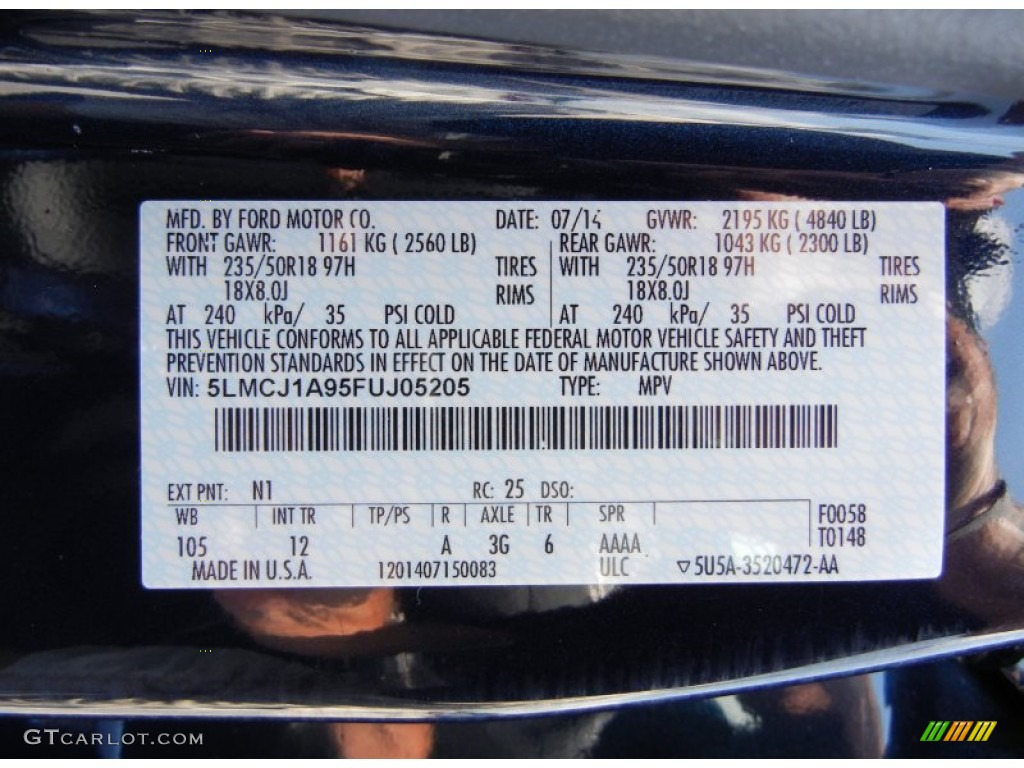 MFD. BY FORD MOTOR CO. DATE: 07/14 GVWR: 2195 KG ( 4840 LB)
FRONT GAWR: 1161 KG ( 2560 LB) REAR GAWR: 1043 KG ( 2300 LB)
WITH 235/50R18 97H TIRES WITH 235/50R18 97H TIRES
18X8.0J RIMS 18X8.0J RIMS
AT 240 kPa/ 35 PSI COLD AT 240 kPa/ 35 PSI COLD
THIS VEHICLE CONFORMS TO ALL APPLICABLE FEDERAL MOTOR VEHICLE SAFETY AND THEFT
PREVENTION STANDARDS IN EFFECT ON THE DATE OF MANUFACTURE SHOWN ABOVE.
VIN: 5LMCJ1A95FUJ05205 TYPE: MPV
EXT PNT: N1 RC: 25 DSO:
WB INT TR TP/PS R AXLE TR SPR F0058
105 12 A 3G 6 AAAA T0148
MADE IN U.S.A. 1201407150083 ULC ▽5U5A-3520472-AA
GTCARLOT.COM